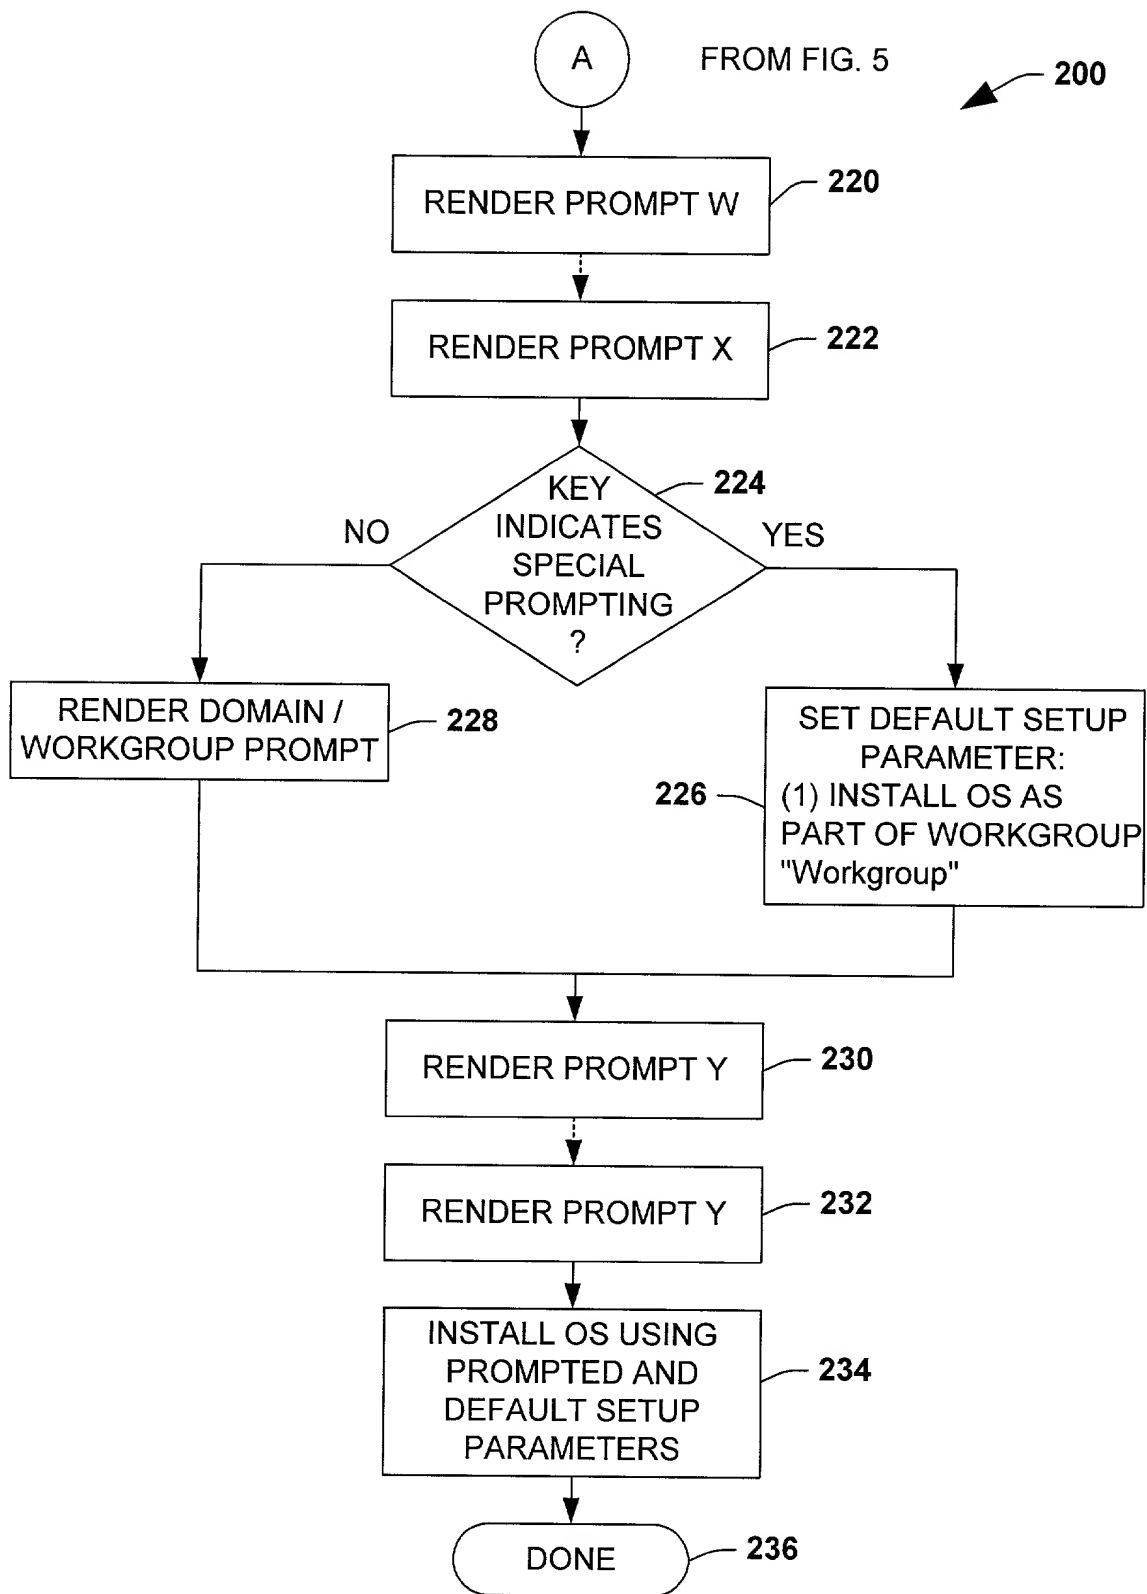 A
FROM FIG. 5
200
RENDER PROMPT W
220
RENDER PROMPT X
222
KEY
INDICATES
SPECIAL
PROMPTING
?
224
NO
YES
RENDER DOMAIN /
WORKGROUP PROMPT
228
SET DEFAULT SETUP
PARAMETER:
(1) INSTALL OS AS
PART OF WORKGROUP
"Workgroup"
226
RENDER PROMPT Y
230
RENDER PROMPT Y
232
INSTALL OS USING
PROMPTED AND
DEFAULT SETUP
PARAMETERS
234
DONE
236